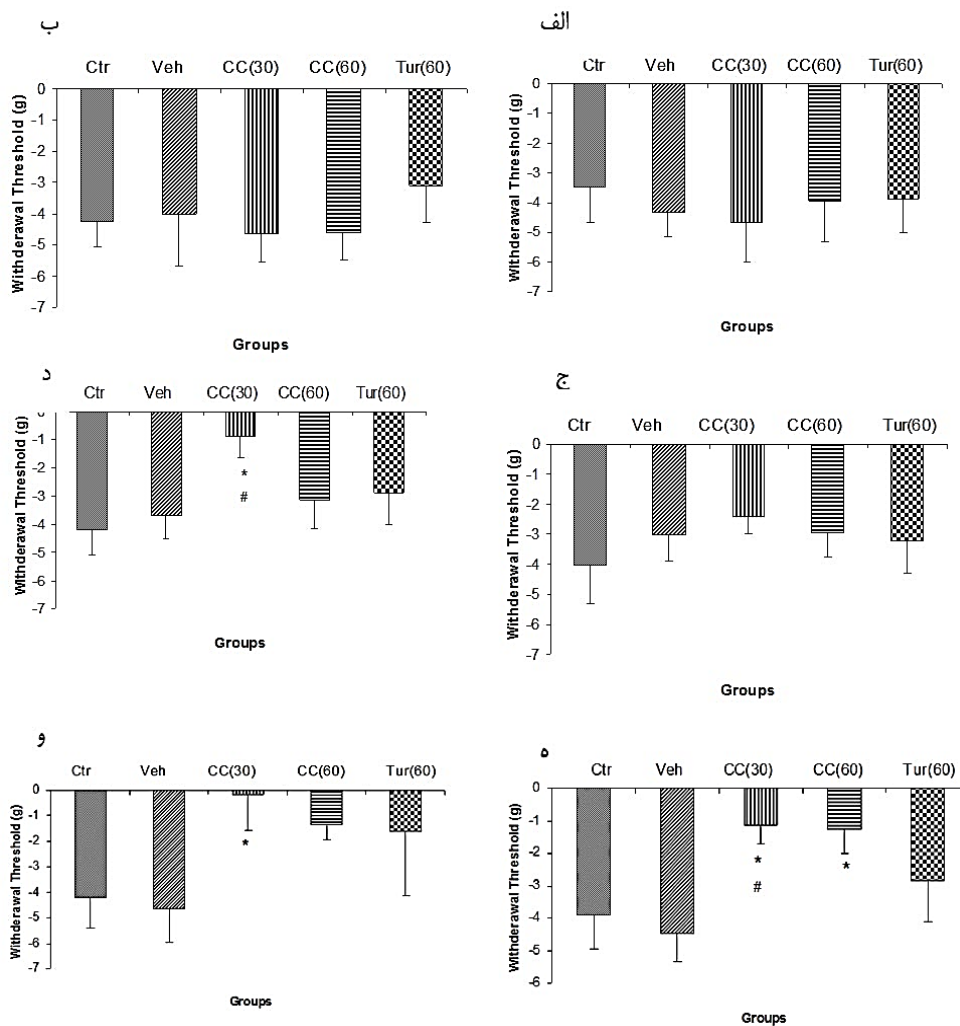 الف
Ctr Veh CC(30) CC(60) Tur(60)
0
-1
-2
-3
-4
-5
-6
-7
Withderawal Threshold (g)
Groups
ب
Ctr Veh CC(30) CC(60) Tur(60)
0
-1
-2
-3
-4
-5
-6
-7
Withderawal Threshold (g)
Groups
ج
Ctr Veh CC(30) CC(60) Tur(60)
0
-1
-2
-3
-4
-5
-6
-7
Withderawal Threshold (g)
Groups
د
Ctr Veh CC(30) CC(60) Tur(60)
0
-1
-2
-3
-4
-5
-6
-7
Withderawal Threshold (g)
*
#
Groups
ه
Ctr Veh CC(30) CC(60) Tur(60)
0
-1
-2
-3
-4
-5
-6
Withderawal Threshold (g)
* *
#
Groups
و
Ctr Veh CC(30) CC(60) Tur(60)
0
-1
-2
-3
-4
-5
-6
-7
Withderawal Threshold (g)
*
Groups